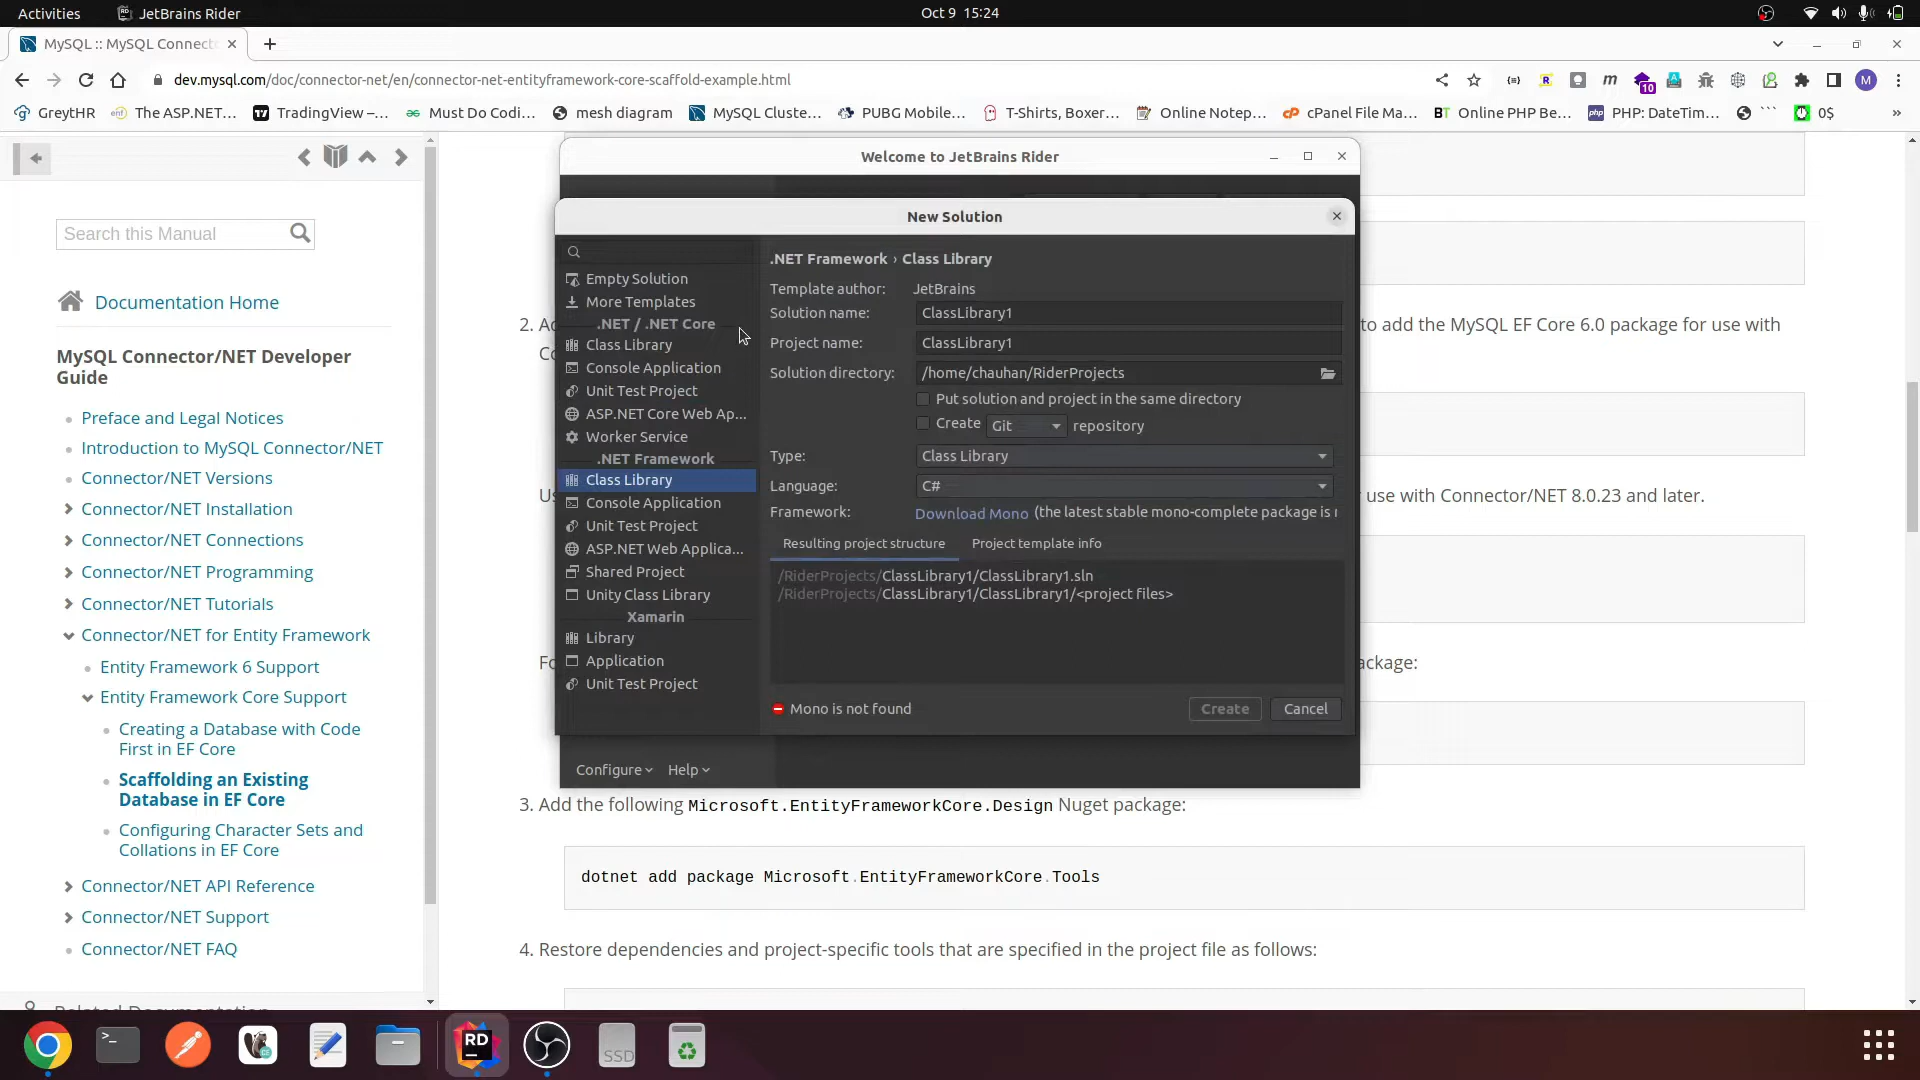 Activities
JetBrains Rider
Oct 9 15:24
MySQL :: MySQL Connect
dev.mysql.com/doc/connector-net/en/connector-net-entityframework-core-scaffold-example.html
10
M
GreytHR
The ASP.NET...
TradingView –...
Must Do Codi...
mesh diagram
MySQL Cluste...
PUBG Mobile...
T-Shirts, Boxer...
Online Notep...
cPanel File Ma...
Online PHP Be...
PHP: DateTim...
0$
»
Search this Manual
Documentation Home
MySQL Connector/NET Developer
Guide
Preface and Legal Notices
Introduction to MySQL Connector/NET
Connector/NET Versions
Connector/NET Installation
Connector/NET Connections
Connector/NET Programming
Connector/NET Tutorials
Connector/NET for Entity Framework
Entity Framework 6 Support
Entity Framework Core Support
Creating a Database with Code
First in EF Core
Scaffolding an Existing
Database in EF Core
Configuring Character Sets and
Collations in EF Core
Connector/NET API Reference
Connector/NET Support
Connector/NET FAQ
Welcome to JetBrains Rider
New Solution
Empty Solution
More Templates
.NET / .NET Core
Class Library
Console Application
Unit Test Project
ASP.NET Core Web Ap...
Worker Service
.NET Framework
Class Library
Console Application
Unit Test Project
ASP.NET Web Applica...
Shared Project
Unity Class Library
Xamarin
Library
Application
Unit Test Project
.NET Framework › Class Library
Template author: JetBrains
Solution name: ClassLibrary1
Project name: ClassLibrary1
Solution directory: /home/chauhan/RiderProjects
Put solution and project in the same directory
Create Git repository
Type: Class Library
Language: C#
Framework: Download Mono (the latest stable mono-complete package is
Resulting project structure
Project template info
/RiderProjects/ClassLibrary1/ClassLibrary1.sln
/RiderProjects/ClassLibrary1/ClassLibrary1/<project files>
Mono is not found
Create
Cancel
Configure
Help
2. Ad
to add the MySQL EF Core 6.0 package for use with
Co
Us
use with Connector/NET 8.0.23 and later.
Fo
ackage:
3. Add the following Microsoft.EntityFrameworkCore.Design Nuget package:
dotnet add package Microsoft.EntityFrameworkCore.Tools
4. Restore dependencies and project-specific tools that are specified in the project file as follows:
RD
SSD